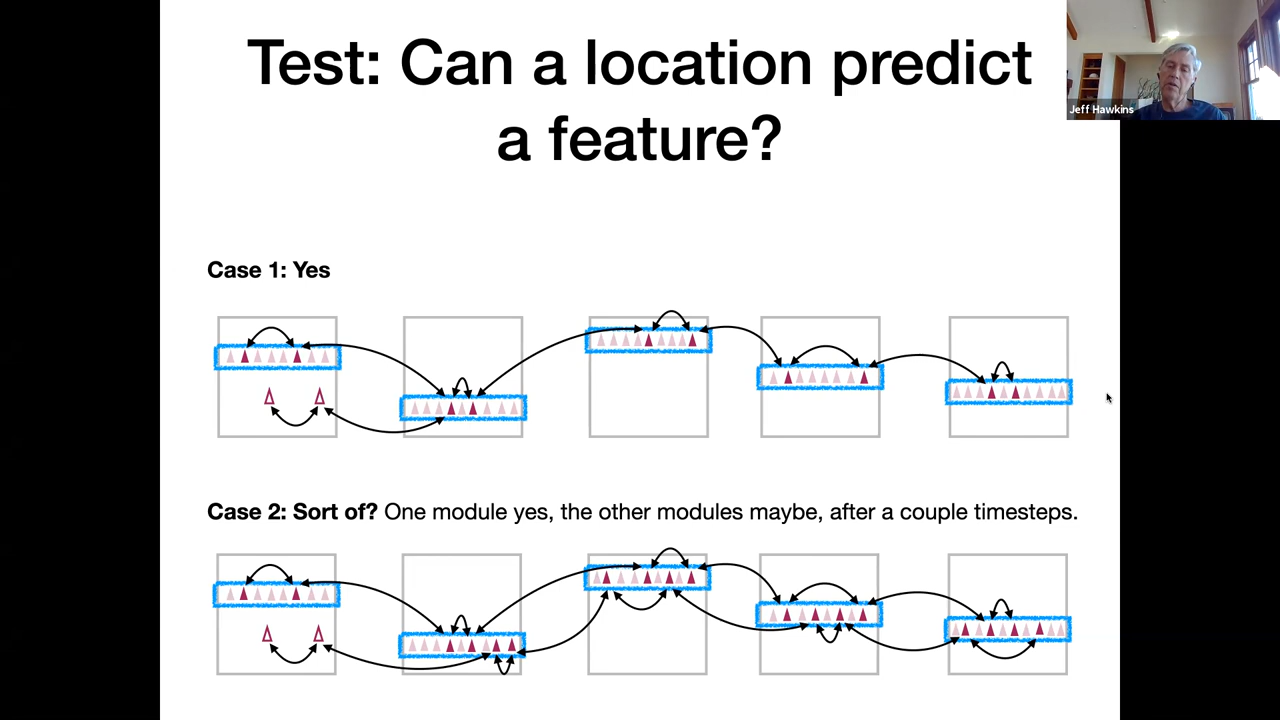 Test: Can a location predict
a feature?
Jeff Hawkins
Case 1: Yes
Case 2: Sort of? One module yes, the other modules maybe, after a couple timesteps.